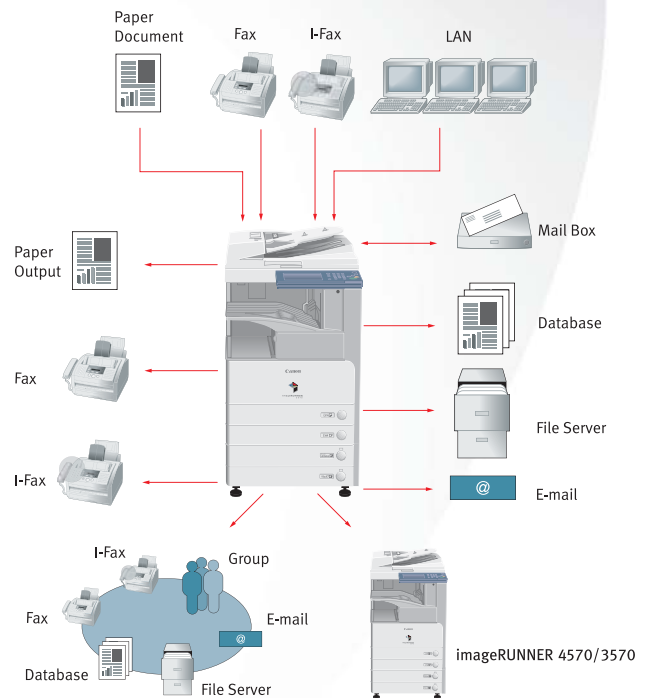 Paper
Document
Fax
I-Fax
LAN
Mail Box
Paper
Output
Database
Fax
Canon
File Server
I-Fax
@
E-mail
I-Fax
Group
Fax
E-mail
@
Database
File Server
imageRUNNER 4570/3570